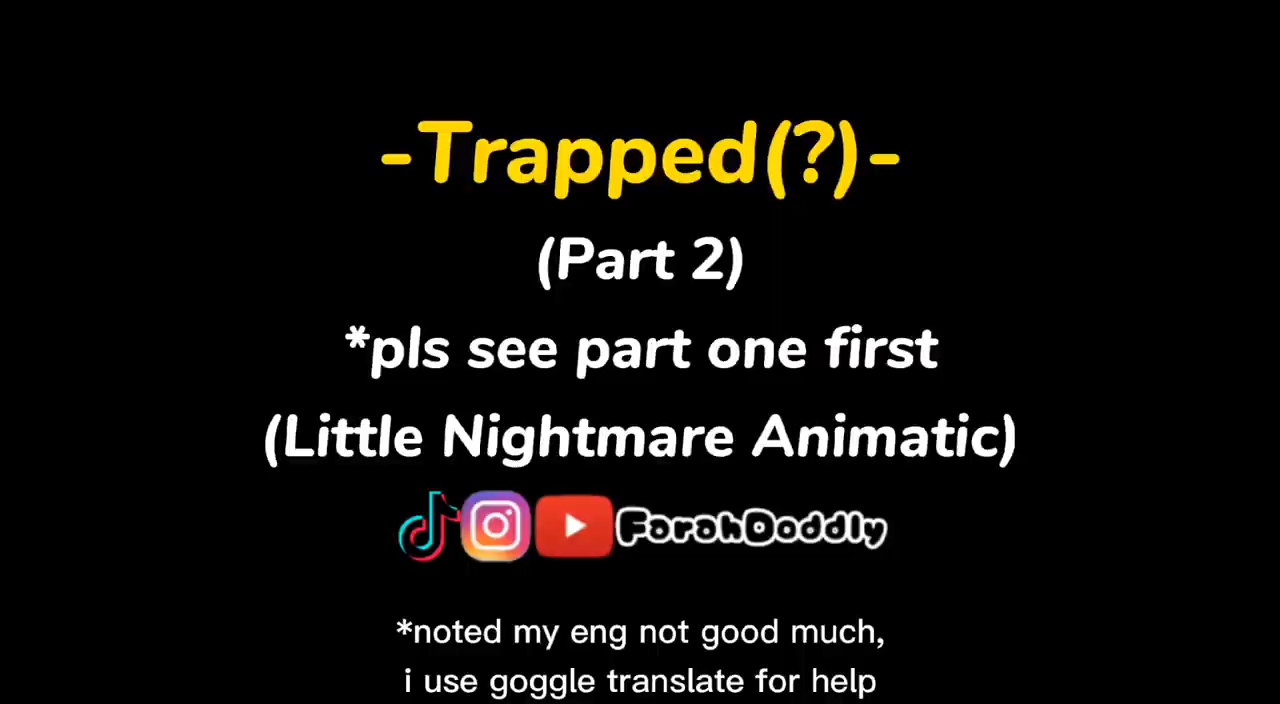 -Trapped(?)-
(Part 2)
*pls see part one first
(Little Nightmare Animatic)
FarahDoddly
*noted my eng not good much,
i use goggle translate for help